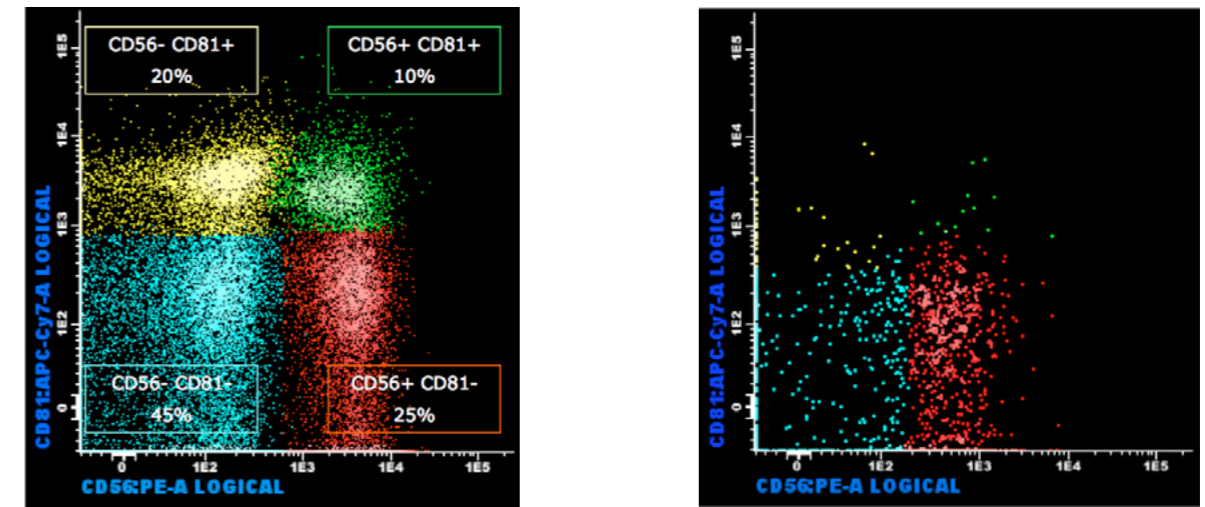 CD56- CD81+
20%
CD56+ CD81+
10%
CD56- CD81-
45%
CD56+ CD81-
25%
1E5
1E4
1E3
1E2
0
CD81:APC-Cy7-A LOGICAL
0
1E2
1E3
1E4
1E5
CD56:PE-A LOGICAL
1E5
1E4
1E3
1E2
0
CD81:APC-Cy7-A LOGICAL
0
1E2
1E3
1E4
1E5
CD56:PE-A LOGICAL